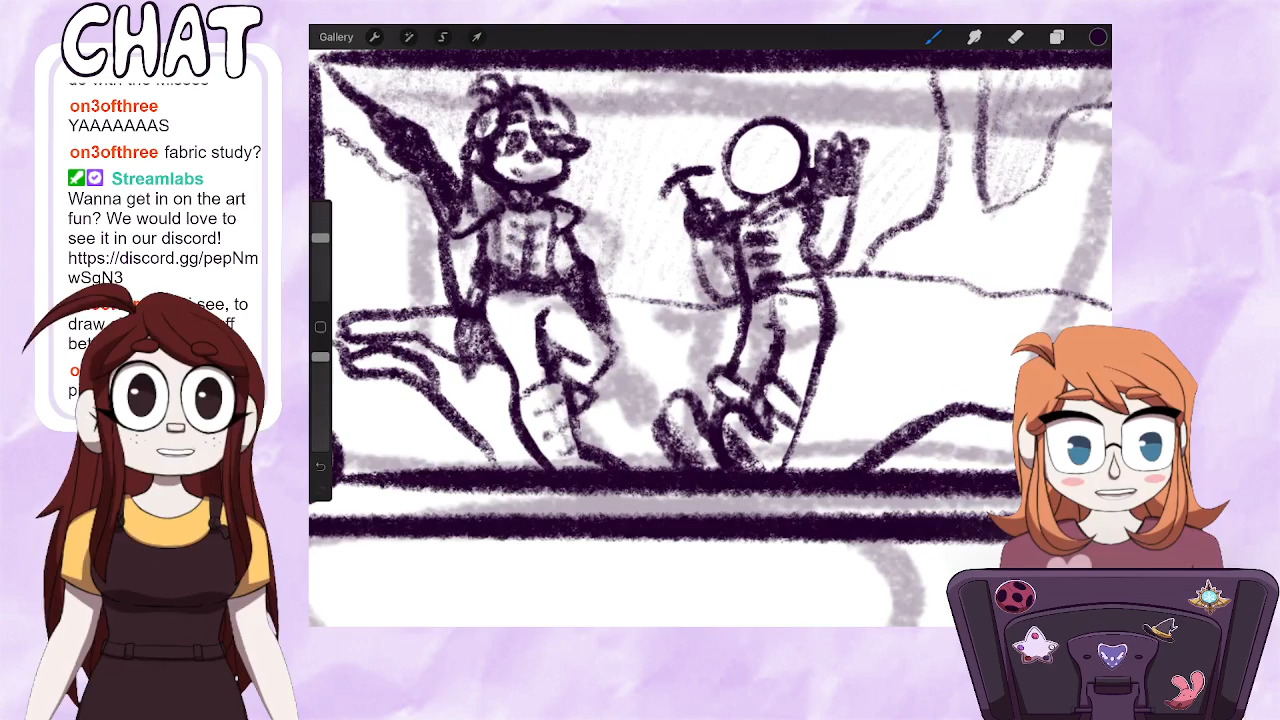 CHAT
on3ofthree
YAAAAAAAS
on3ofthree fabric study?
Streamlabs
Wanna get in on the art
fun? We would love to
see it in our discord!
https://discord.gg/pepNm
wSgN3
see, to
draw
Gallery